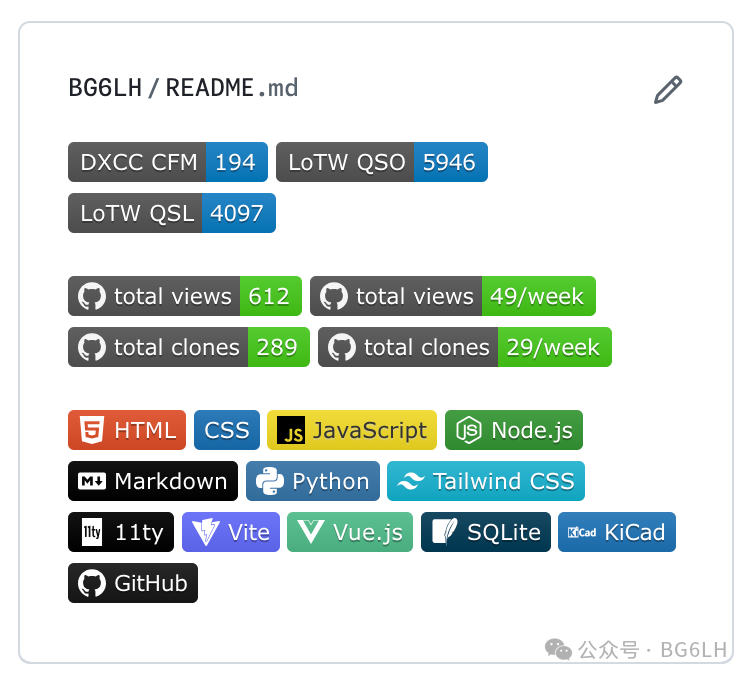 BG6LH / README.md
DXCC CFM 194 LoTW QSO 5946
LoTW QSL 4097
total views 612 total views 49/week
total clones 289 total clones 29/week
5 HTML CSS JS JavaScript JS Node.js
M Markdown Python Tailwind CSS
11ty 11ty Vite Vue.js SQLite KiCad KiCad
GitHub
公众号 · BG6LH